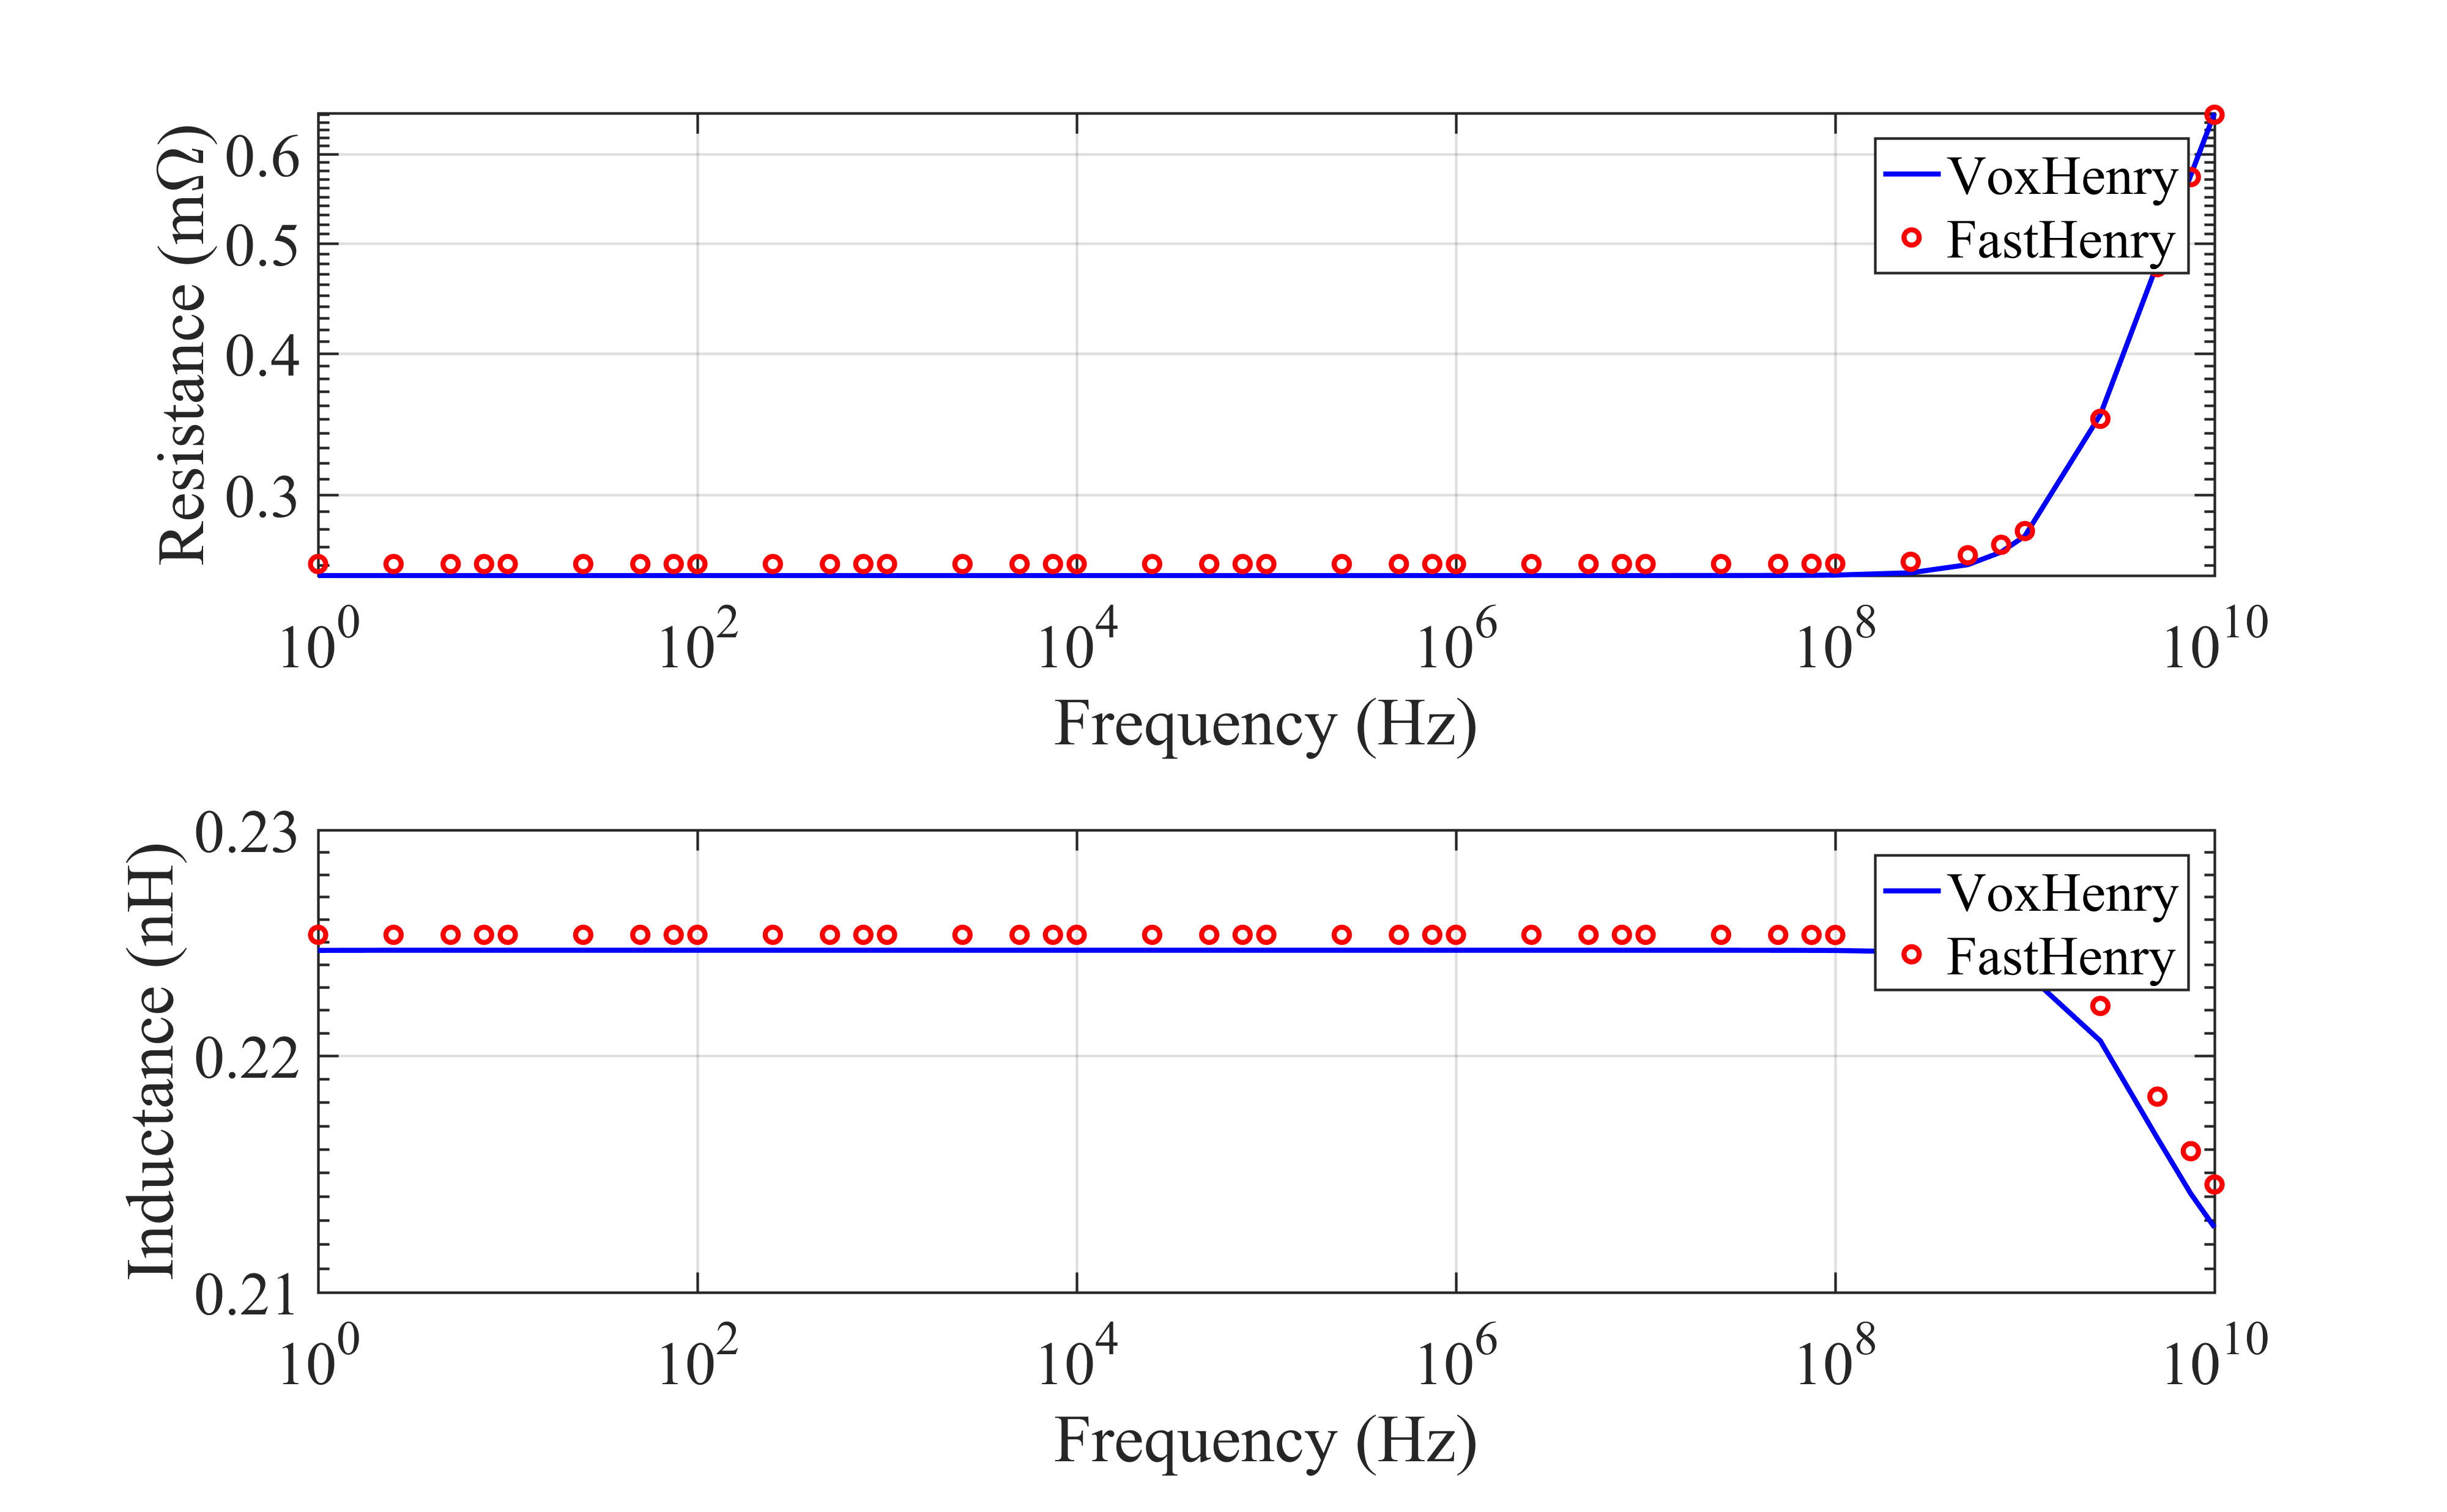 Resistance (mΩ)
0.6
0.5
0.4
0.3
VoxHenry
FastHenry
10^0 10^2 10^4 10^6 10^8 10^10
Frequency (Hz)
Inductance (nH)
0.23
0.22
0.21
VoxHenry
FastHenry
10^0 10^2 10^4 10^6 10^8 10^10
Frequency (Hz)